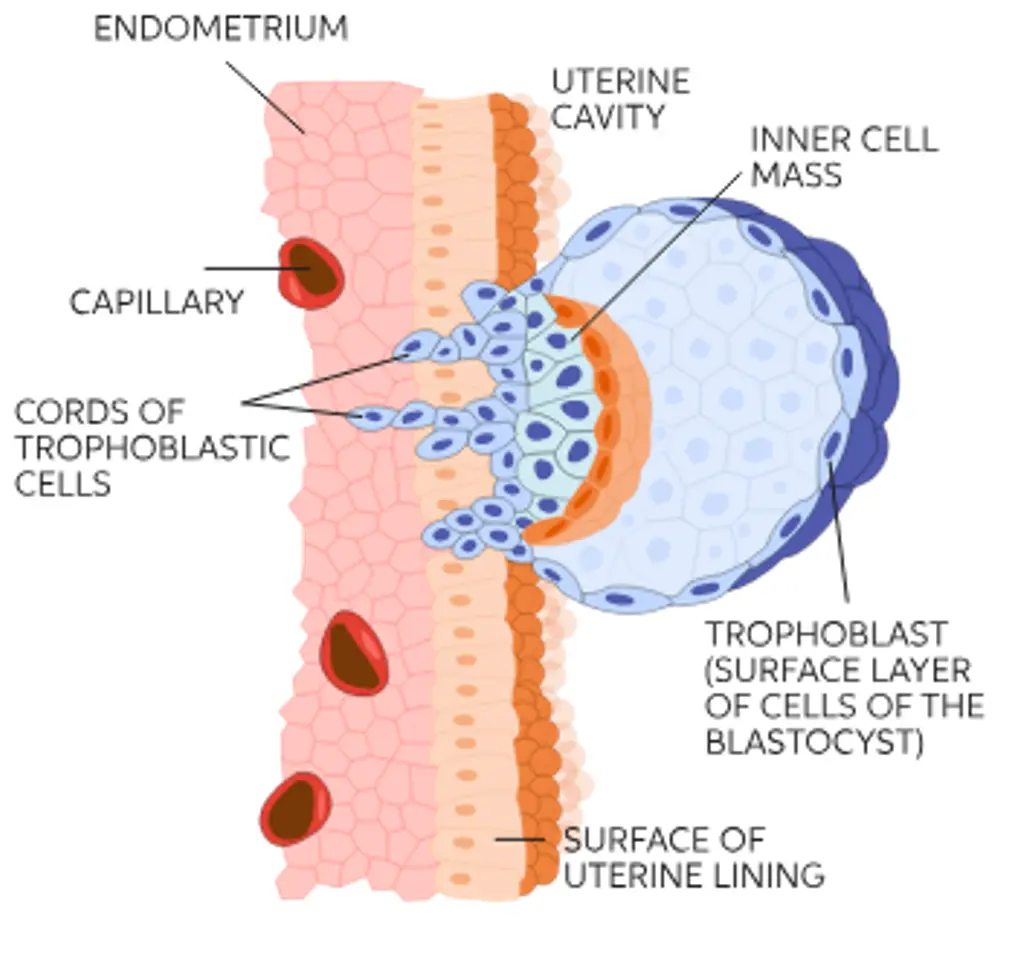 ENDOMETRIUM
UTERINE
CAVITY
INNER CELL
MASS
CAPILLARY
CORDS OF
TROPHOBLASTIC
CELLS
TROPHOBLAST
(SURFACE LAYER
OF CELLS OF THE
BLASTOCYST)
SURFACE OF
UTERINE LINING